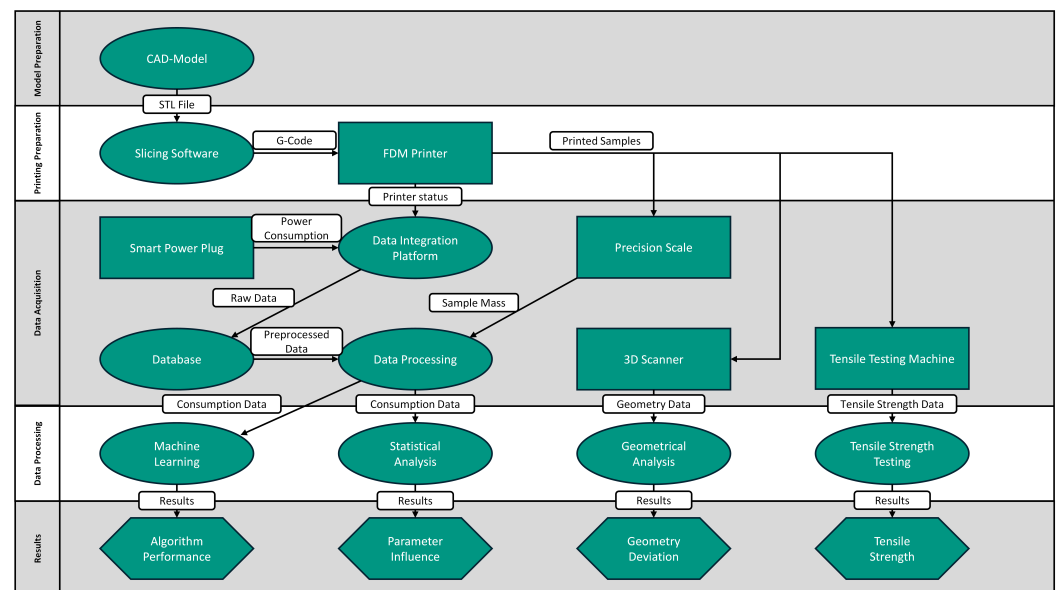 Model Preparation
CAD-Model
STL File
Printing Preparation
Slicing Software
G-Code
FDM Printer
Printed Samples
Printer status
Data Acquisition
Smart Power Plug
Power
Consumption
Data Integration
Platform
Precision Scale
Raw Data
Sample Mass
Database
Preprocessed
Data
Data Processing
3D Scanner
Tensile Testing Machine
Consumption Data
Consumption Data
Geometry Data
Tensile Strength Data
Data Processing
Machine
Learning
Statistical
Analysis
Geometrical
Analysis
Tensile Strength
Testing
Results
Results
Results
Results
Results
Algorithm
Performance
Parameter
Influence
Geometry
Deviation
Tensile
Strength